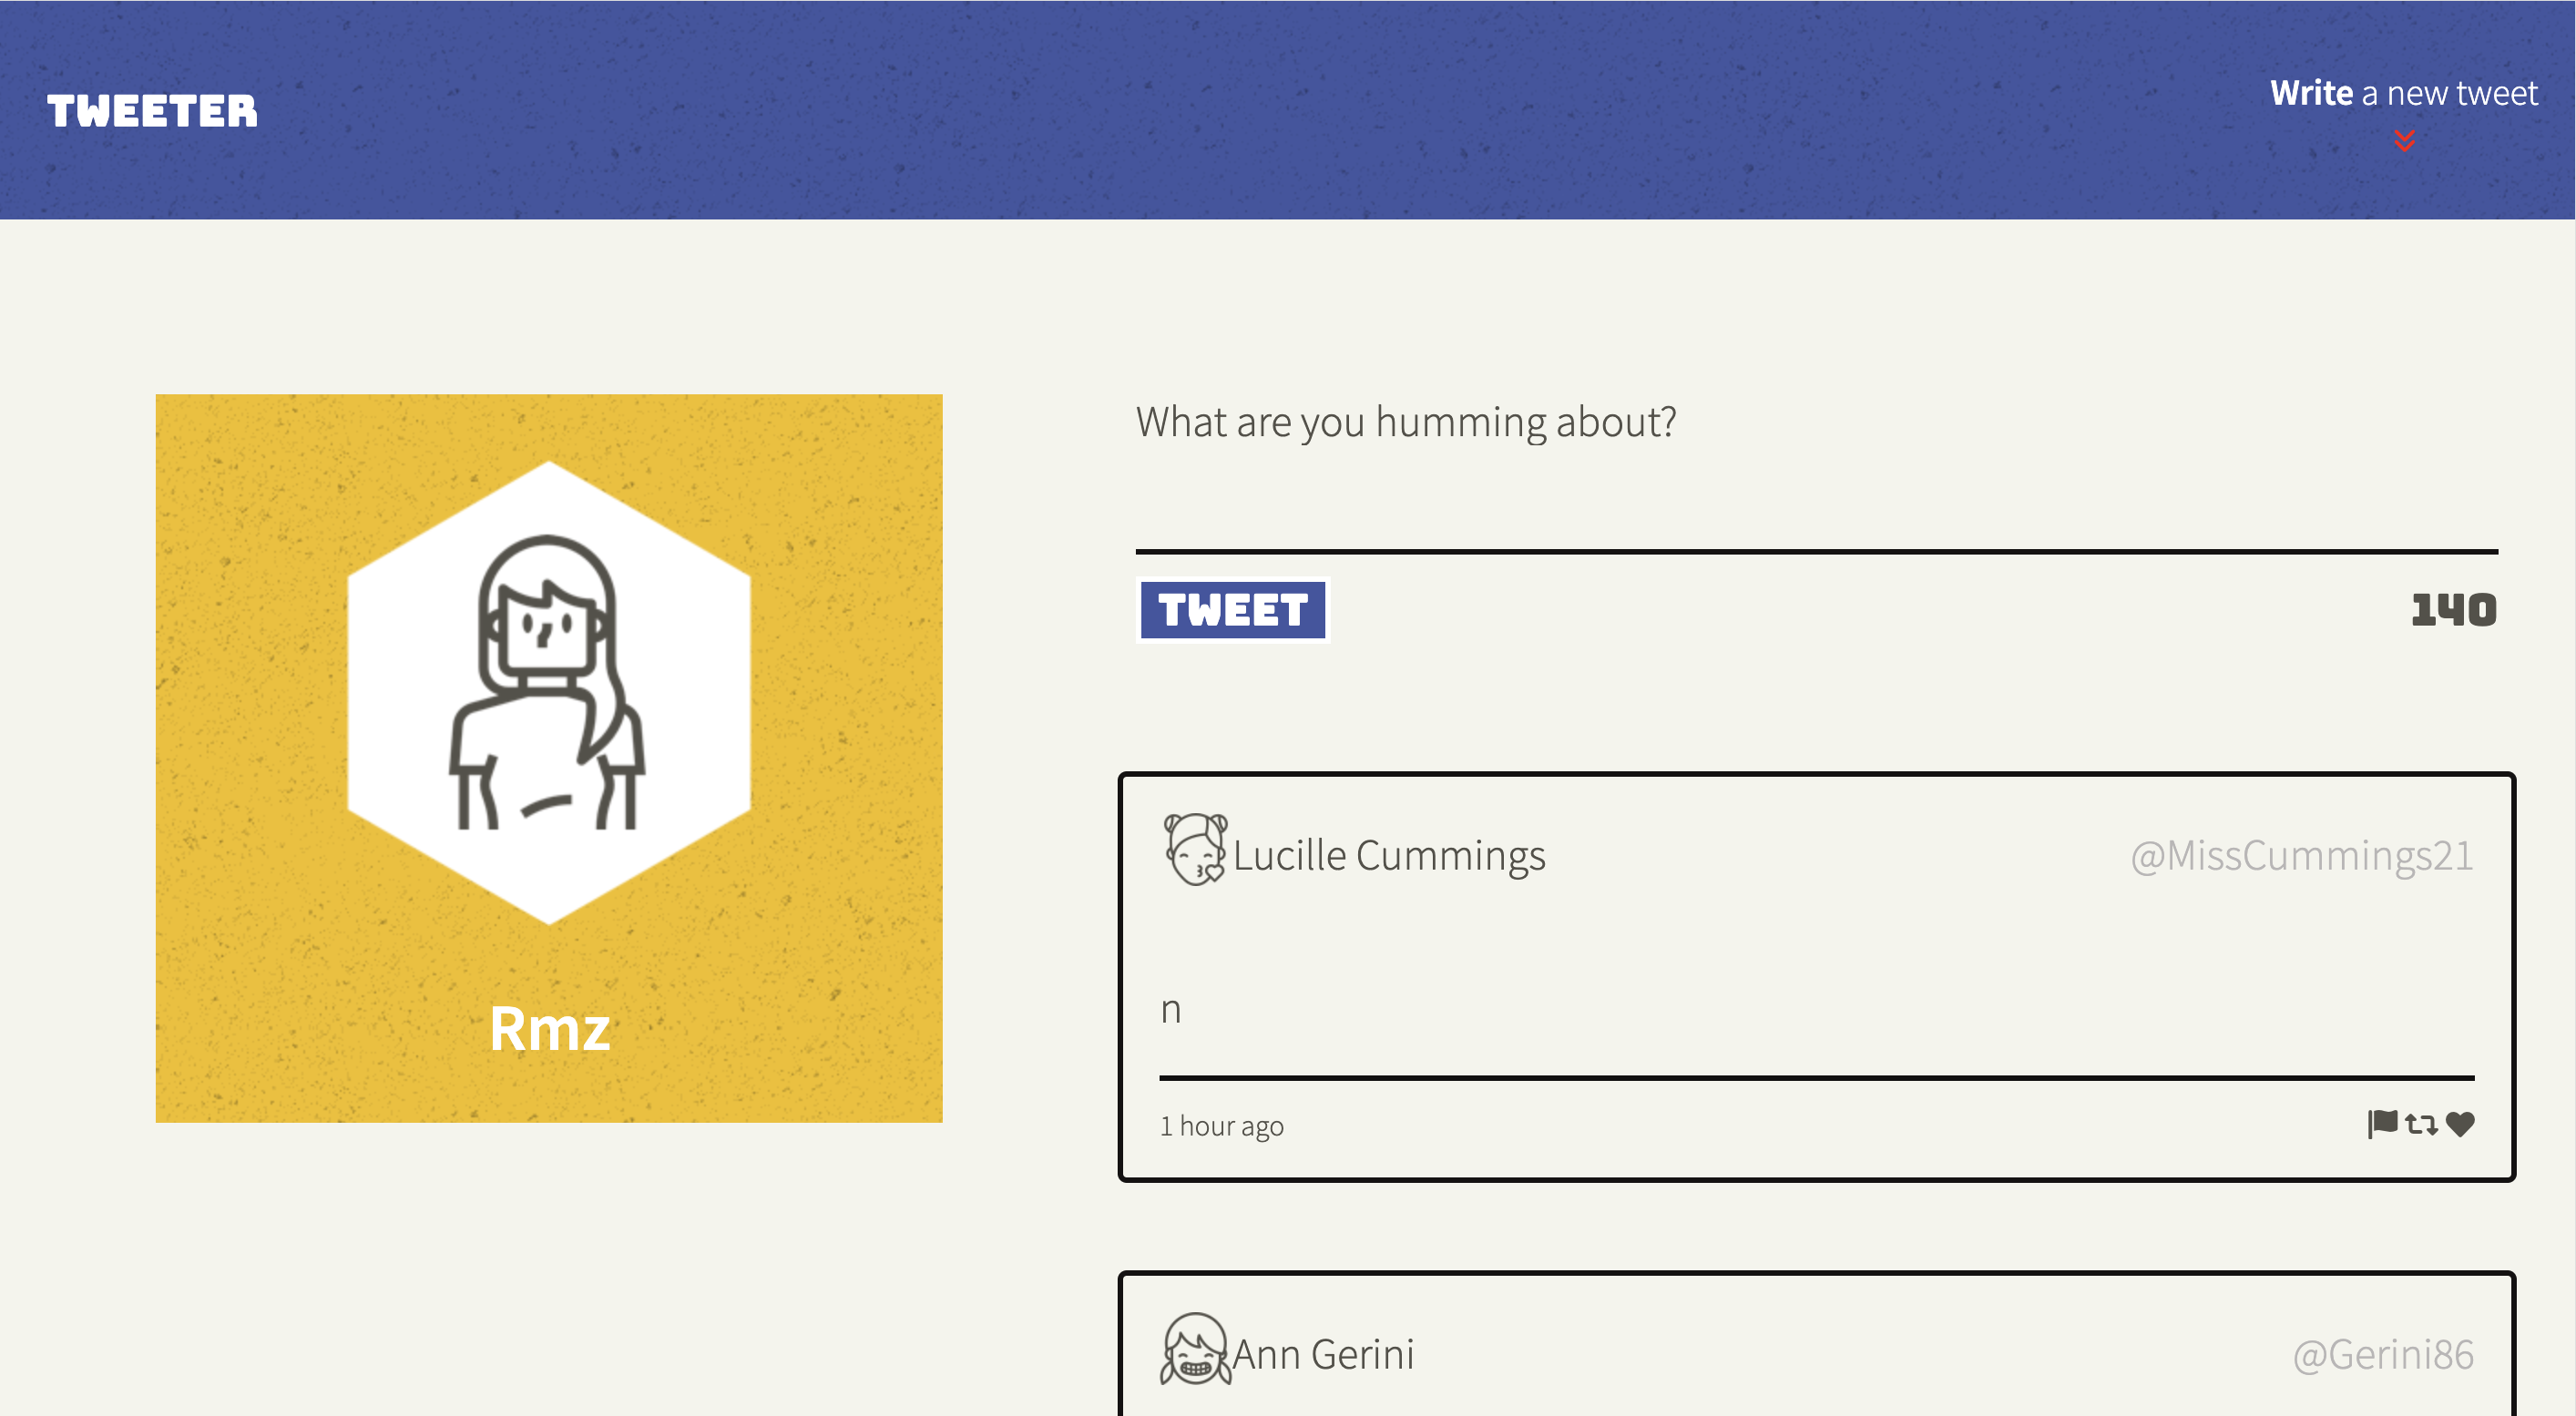 TWEETER
Write a new tweet
Rmz
What are you humming about?
TWEET
140
Lucille Cummings
@MissCummings21
n
1 hour ago
Ann Gerini
@Gerini86